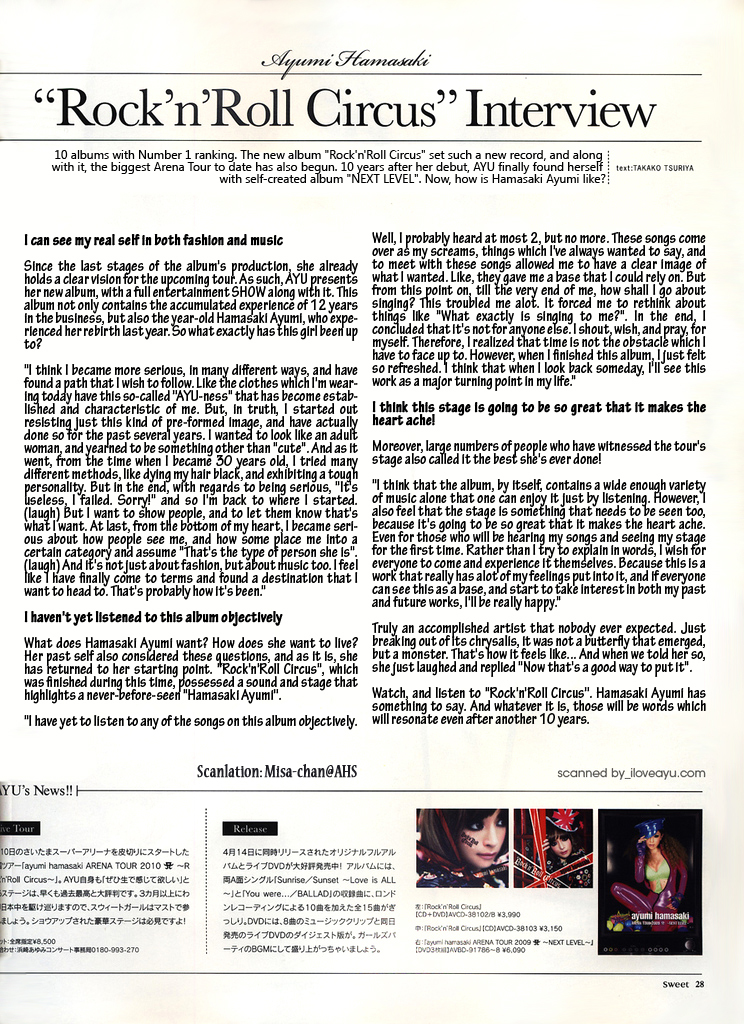 Ayumi Hamasaki
"Rock'n'Roll Circus" Interview
10 albums with Number 1 ranking. The new album "Rock'n'Roll Circus" set such a new record, and along
with it, the biggest Arena Tour to date has also begun. 10 years after her debut, AYU finally found herself
with self-created album "NEXT LEVEL". Now, how is Hamasaki Ayumi like?
text:TAKAKO TSURIYA
I can see my real self in both fashion and music
Since the last stages of the album's production, she already
holds a clear vision for the upcoming tour. As such, AYU presents
her new album, with a full entertainment SHOW along with it. This
album not only contains the accumulated experience of 12 years
in the business, but also the year-old Hamasaki Ayumi, who expe-
rienced her rebirth last year. So what exactly has this girl been up
to?
"I think I became more serious, in many different ways, and have
found a path that I wish to follow. Like the clothes which I'm wear-
ing today have this so-called "AYU-ness" that has become estab-
lished and characteristic of me. But, in truth, I started out
resisting just this kind of pre-formed image, and have actually
done so for the past several years. I wanted to look like an adult
woman, and yearned to be something other than "cute". And as it
went, from the time when I became 30 years old, I tried many
different methods, like dying my hair black, and exhibiting a tough
personality. But in the end, with regards to being serious, "It's
useless, I failed. Sorry!" and so I'm back to where I started.
(laugh) But I want to show people, and to let them know that's
what I want. At last, from the bottom of my heart, I became seri-
ous about how people see me, and how some place me into a
certain category and assume "That's the type of person she is".
(laugh) And it's not just about fashion, but about music too. I feel
like I have finally come to terms and found a destination that I
want to head to. That's probably how it's been."
I haven't yet listened to this album objectively
What does Hamasaki Ayumi want? How does she want to live?
Her past self also considered these questions, and as it is, she
has returned to her starting point. "Rock'n'Roll Circus", which
was finished during this time, possessed a sound and stage that
highlights a never-before-seen "Hamasaki Ayumi".
"I have yet to listen to any of the songs on this album objectively.
Well, I probably heard at most 2, but no more. These songs come
over as my screams, things which I've always wanted to say, and
to meet with these songs allowed me to have a clear image of
what I wanted. Like, they gave me a base that I could rely on. But
from this point on, till the very end of me, how shall I go about
singing? This troubled me alot. It forced me to rethink about
things like "What exactly is singing to me?". In the end, I
concluded that it's not for anyone else. I shout, wish, and pray, for
myself. Therefore, I realized that time is not the obstacle which I
have to face up to. However, when I finished this album, I just felt
so refreshed. I think that when I look back someday, I'll see this
work as a major turning point in my life."
I think this stage is going to be so great that it makes the
heart ache!
Moreover, large numbers of people who have witnessed the tour's
stage also called it the best she's ever done!
"I think that the album, by itself, contains a wide enough variety
of music alone that one can enjoy it just by listening. However, I
also feel that the stage is something that needs to be seen too,
because it's going to be so great that it makes the heart ache.
Even for those who will be hearing my songs and seeing my stage
for the first time. Rather than I try to explain in words, I wish for
everyone to come and experience it themselves. Because this is a
work that really has alot of my feelings put into it, and if everyone
can see this as a base, and start to take interest in both my past
and future works, I'll be really happy."
Truly an accomplished artist that nobody ever expected. Just
breaking out of its chrysalis, it was not a butterfly that emerged,
but a monster. That's how it feels like... And when we told her so,
she just laughed and replied "Now that's a good way to put it".
Watch, and listen to "Rock'n'Roll Circus". Hamasaki Ayumi has
something to say. And whatever it is, those will be words which
will resonate even after another 10 years.
Scanlation: Misa-chan@AHS
scanned by_iloveayu.com
AYU's News!!
ive Tour
10日のさいたまスーパーアリーナを皮切りにスタートした
ツアー「ayumi hamasaki ARENA TOUR 2010 A ～R
n'Roll Circus～」。AYU自身も「ぜひ生で感じて欲しい」と
ステージは、早くも過去最高と大評判です。3カ月以上にわ
日本中を駆け巡りますので、スウィートガールはマストで参
ましょう。ショウアップされた豪華ステージは必見ですよ!
ット:全席指定¥8,500
合わせ:浜崎あゆみコンサート事務局0180-993-270
Release
4月14日に同時リリースされたオリジナルフルアル
バムとライブDVDが大好評発売中! アルバムには、
両A面シングル「Sunrise／Sunset ～Love is ALL
～」と「You were…／BALLAD」の収録曲に、ロンド
ンレコーディングによる10曲を加えた全15曲がぎ
っしり。DVDには、8曲のミュージッククリップと同日
発売のライブDVDのダイジェスト版が。ガールズパ
ーティのBGMにして盛り上がっちゃいましょう。
左:「Rock'n'Roll Circus」
【CD+DVD】AVCD-38102/B ¥3,990
中:「Rock'n'Roll Circus」【CD】AVCD-38103 ¥3,150
右:「ayumi hamasaki ARENA TOUR 2009 A ～NEXT LEVEL～」
【DVD3枚組】AVBD-91786～8 ¥6,090
Rock'n'Roll Circus
ayumi hamasaki
Sweet 28